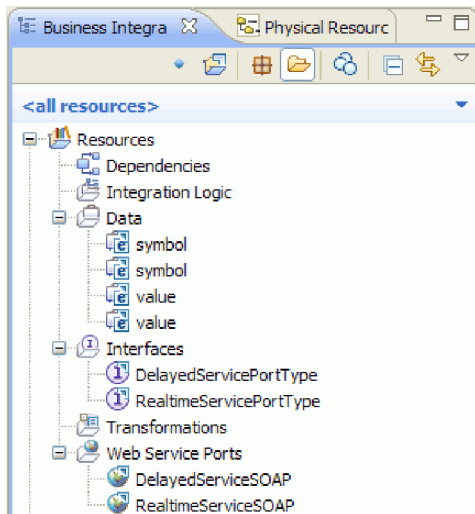 Business Integra Physical Resourc
<all resources>
Resources
Dependencies
Integration Logic
Data
symbol
symbol
value
value
Interfaces
DelayedServicePortType
RealtimeServicePortType
Transformations
Web Service Ports
DelayedServiceSOAP
RealtimeServiceSOAP